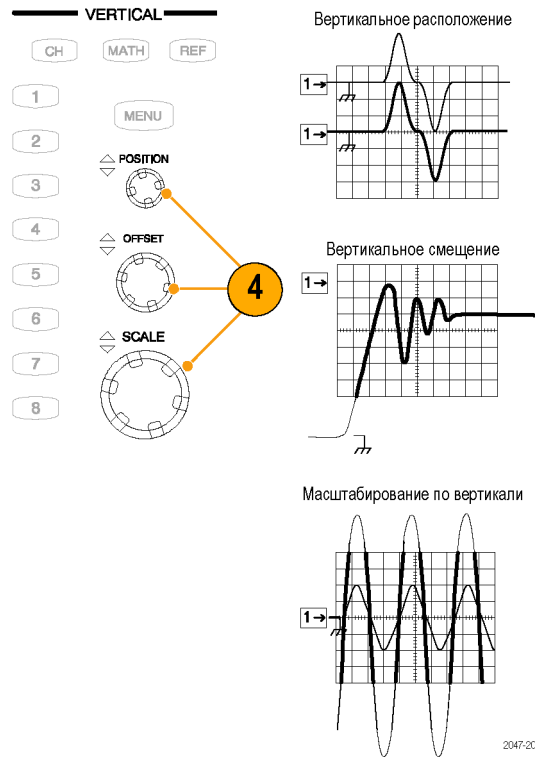 VERTICAL
CH MATH REF
1
2
3
4
5
6
7
8
MENU
POSITION
OFFSET
SCALE
4
Вертикальное расположение
1→
1→
Вертикальное смещение
1→
Масштабирование по вертикали
1→
2047-20